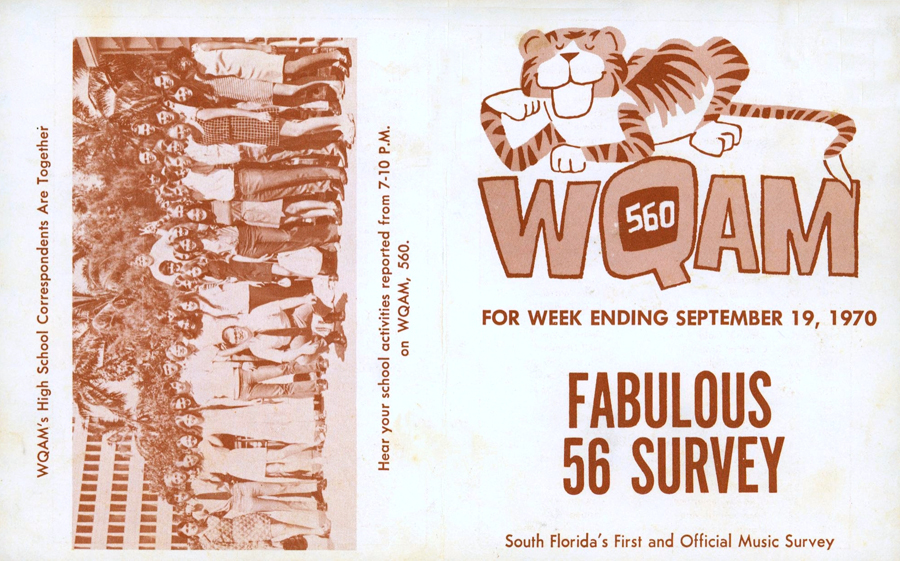 WQAM's High School Correspondents Are Together
Hear your school activities reported from 7-10 P.M.
on WQAM, 560.
WQAM
560
FOR WEEK ENDING SEPTEMBER 19, 1970
FABULOUS
56 SURVEY
South Florida's First and Official Music Survey